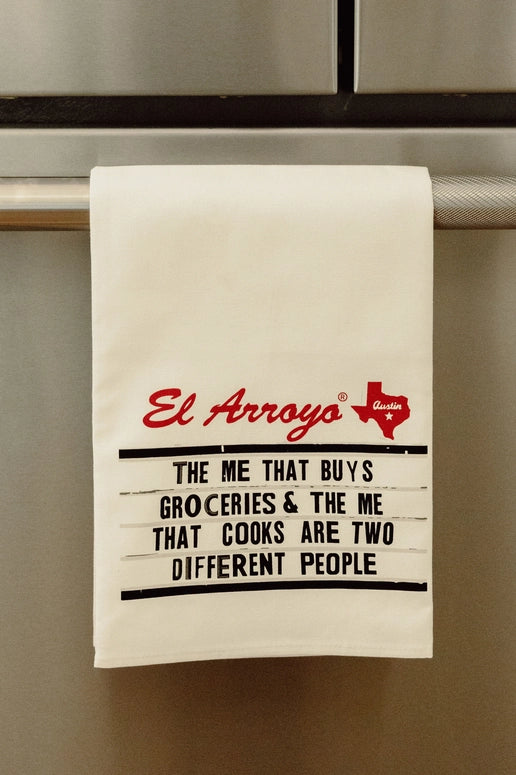 El Arroyo®
Austin
THE ME THAT BUYS
GROCERIES & THE ME
THAT COOKS ARE TWO
DIFFERENT PEOPLE